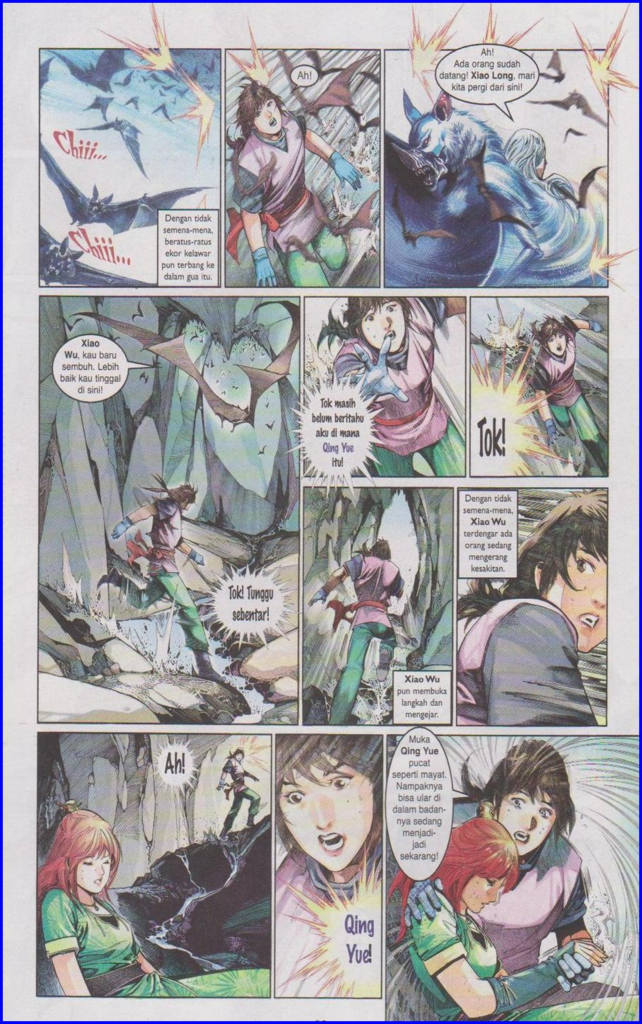 Chiii...
Chiii...
Dengan tidak
semena-mena,
beratus-ratus
ekor kelawar
pun terbang ke
dalam gua itu.
Ah!
Ah!
Ada orang sudah
datang! Xiao Long, mari
kita pergi dari sini!
Xiao
Wu, kau baru
sembuh. Lebih
baik kau tinggal
di sini!
Tok! Tunggu
sebentar!
Tok masih
belum beritahu
aku di mana
Qing Yue
itu!
Tok!
Xiao Wu
pun membuka
langkah dan
mengejar.
Dengan tidak
semena-mena,
Xiao Wu
terdengar ada
orang sedang
mengerang
kesakitan.
Ah!
Qing
Yue!
Muka
Qing Yue
pucat
seperti mayat.
Nampaknya
bisa ular di
dalam badan-
nya sedang
menjadi-
jadi
sekarang!